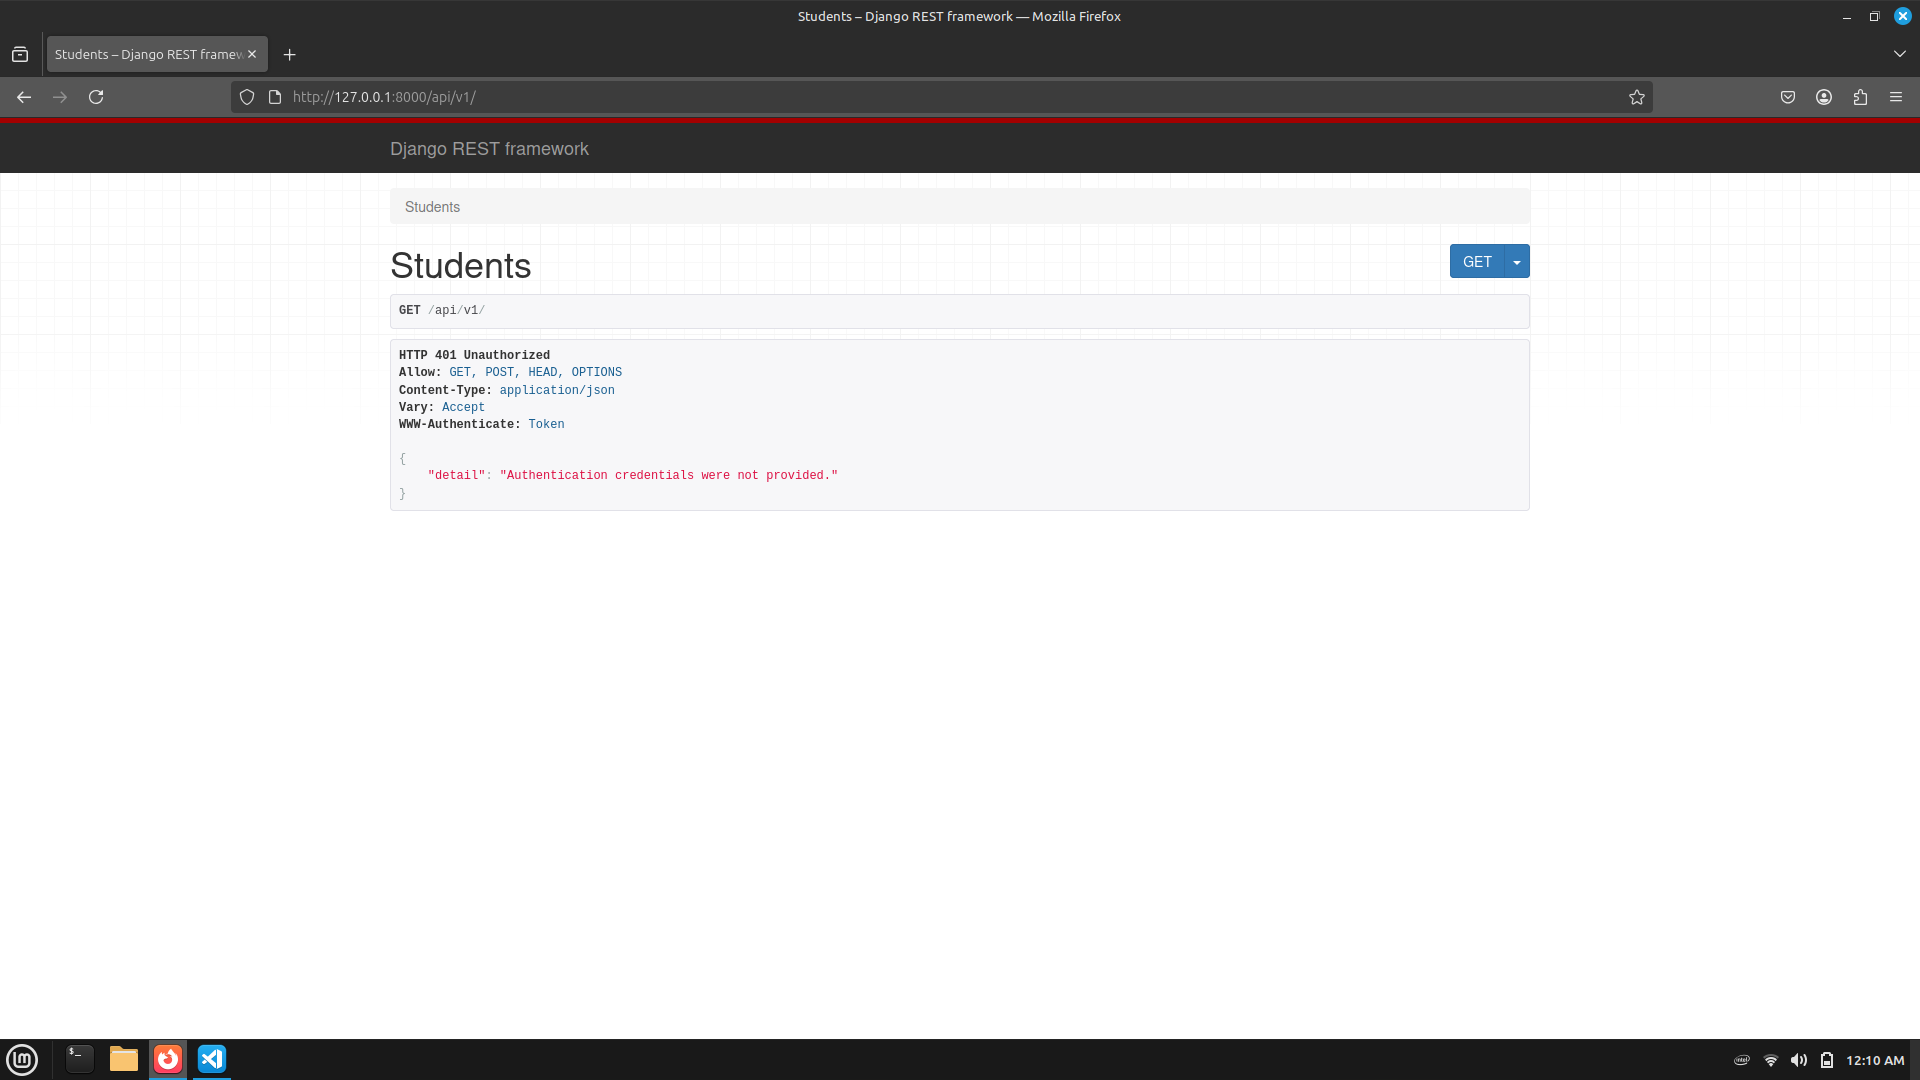 Students – Django REST framework — Mozilla Firefox
Students – Django REST framew
http://127.0.0.1:8000/api/v1/
Django REST framework
Students
Students
GET
GET /api/v1/
HTTP 401 Unauthorized
Allow: GET, POST, HEAD, OPTIONS
Content-Type: application/json
Vary: Accept
WWW-Authenticate: Token
{
    "detail": "Authentication credentials were not provided."
}
$_
lm
intel
12:10 AM